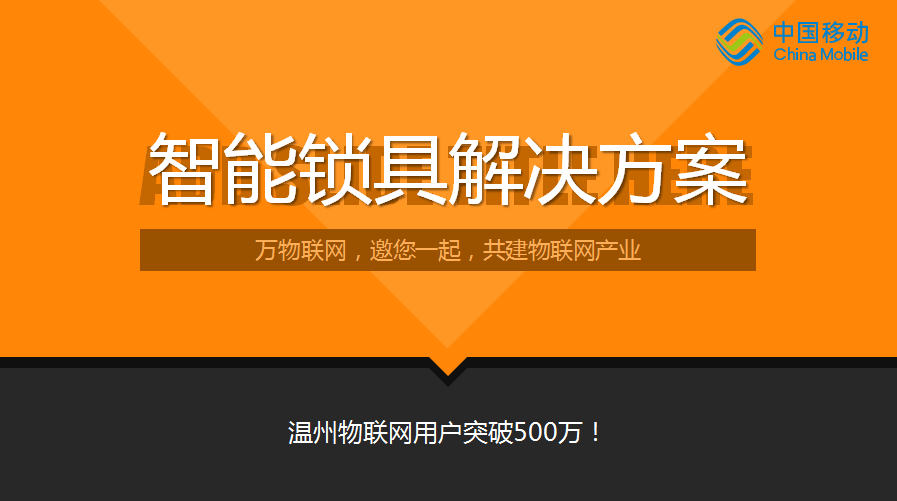 中国移动
China Mobile
智能锁具解决方案
万物联网，邀您一起，共建物联网产业
温州物联网用户突破500万！